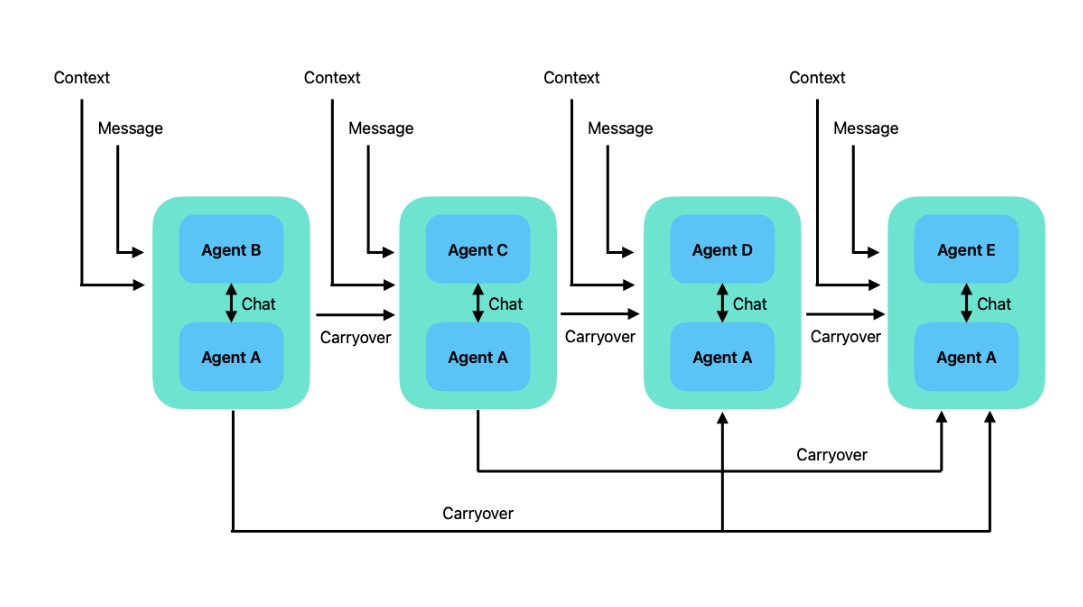 Context
Context
Context
Context
Message
Message
Message
Message
Agent B
Agent C
Agent D
Agent E
Chat
Chat
Chat
Chat
Carryover
Carryover
Carryover
Agent A
Agent A
Agent A
Agent A
Carryover
Carryover